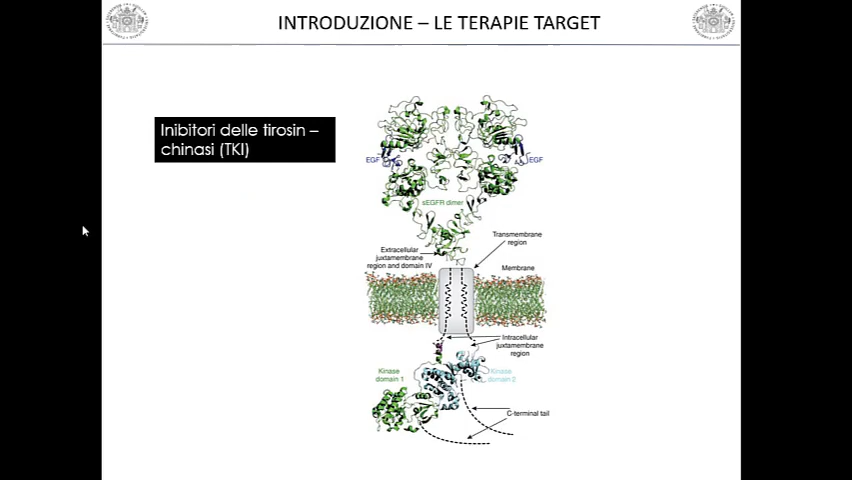 INTRODUZIONE – LE TERAPIE TARGET
Inibitori delle tirosin –
chinasi (TKI)
EGF
EGF
sEGFR dimer
Transmembrane
region
Extracellular
juxtamembrane
region and domain IV
Membrane
Intracellular
juxtamembrane
region
Kinase
domain 1
Kinase
domain 2
C-terminal tail